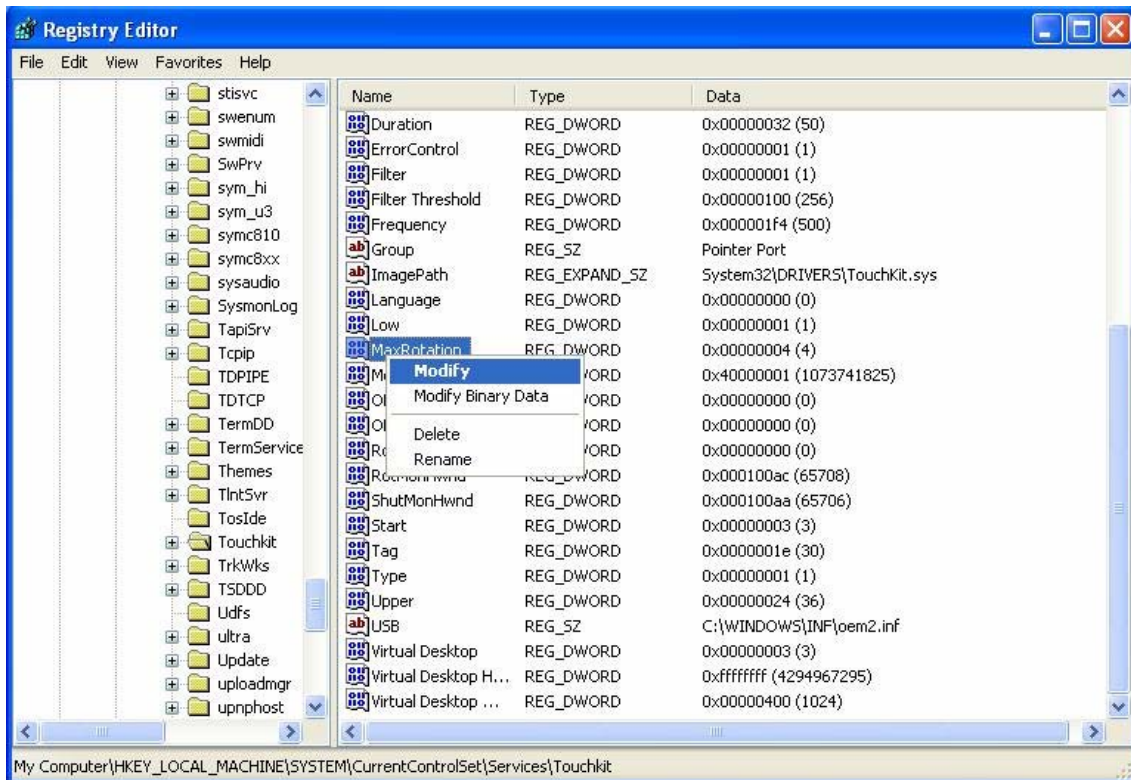 Registry Editor
File Edit View Favorites Help
stisvc
swenum
swmidi
SwPrv
sym_hi
sym_u3
symc810
symc8xx
sysaudio
SysmonLog
TapiSrv
Tcpip
TDPIPE
TDTCP
TermDD
TermService
Themes
TlntSvr
TosIde
Touchkit
TrkWks
TSDDD
Udfs
ultra
Update
uploadmgr
upnphost
Name Type Data
Duration REG_DWORD 0x00000032 (50)
ErrorControl REG_DWORD 0x00000001 (1)
Filter REG_DWORD 0x00000001 (1)
Filter Threshold REG_DWORD 0x00000100 (256)
Frequency REG_DWORD 0x000001f4 (500)
Group REG_SZ Pointer Port
ImagePath REG_EXPAND_SZ System32\DRIVERS\TouchKit.sys
Language REG_DWORD 0x00000000 (0)
Low REG_DWORD 0x00000001 (1)
MaxRotation REG_DWORD 0x00000004 (4)
Modify
0x40000001 (1073741825)
Modify Binary Data
0x00000000 (0)
0x00000000 (0)
Delete
0x00000000 (0)
Rename
RotMonHwnd REG_DWORD 0x000100ac (65708)
ShutMonHwnd REG_DWORD 0x000100aa (65706)
Start REG_DWORD 0x00000003 (3)
Tag REG_DWORD 0x0000001e (30)
Type REG_DWORD 0x00000001 (1)
Upper REG_DWORD 0x00000024 (36)
USB REG_SZ C:\WINDOWS\INF\oem2.inf
Virtual Desktop REG_DWORD 0x00000003 (3)
Virtual Desktop H... REG_DWORD 0xffffffff (4294967295)
Virtual Desktop ... REG_DWORD 0x00000400 (1024)
My Computer\HKEY_LOCAL_MACHINE\SYSTEM\CurrentControlSet\Services\Touchkit